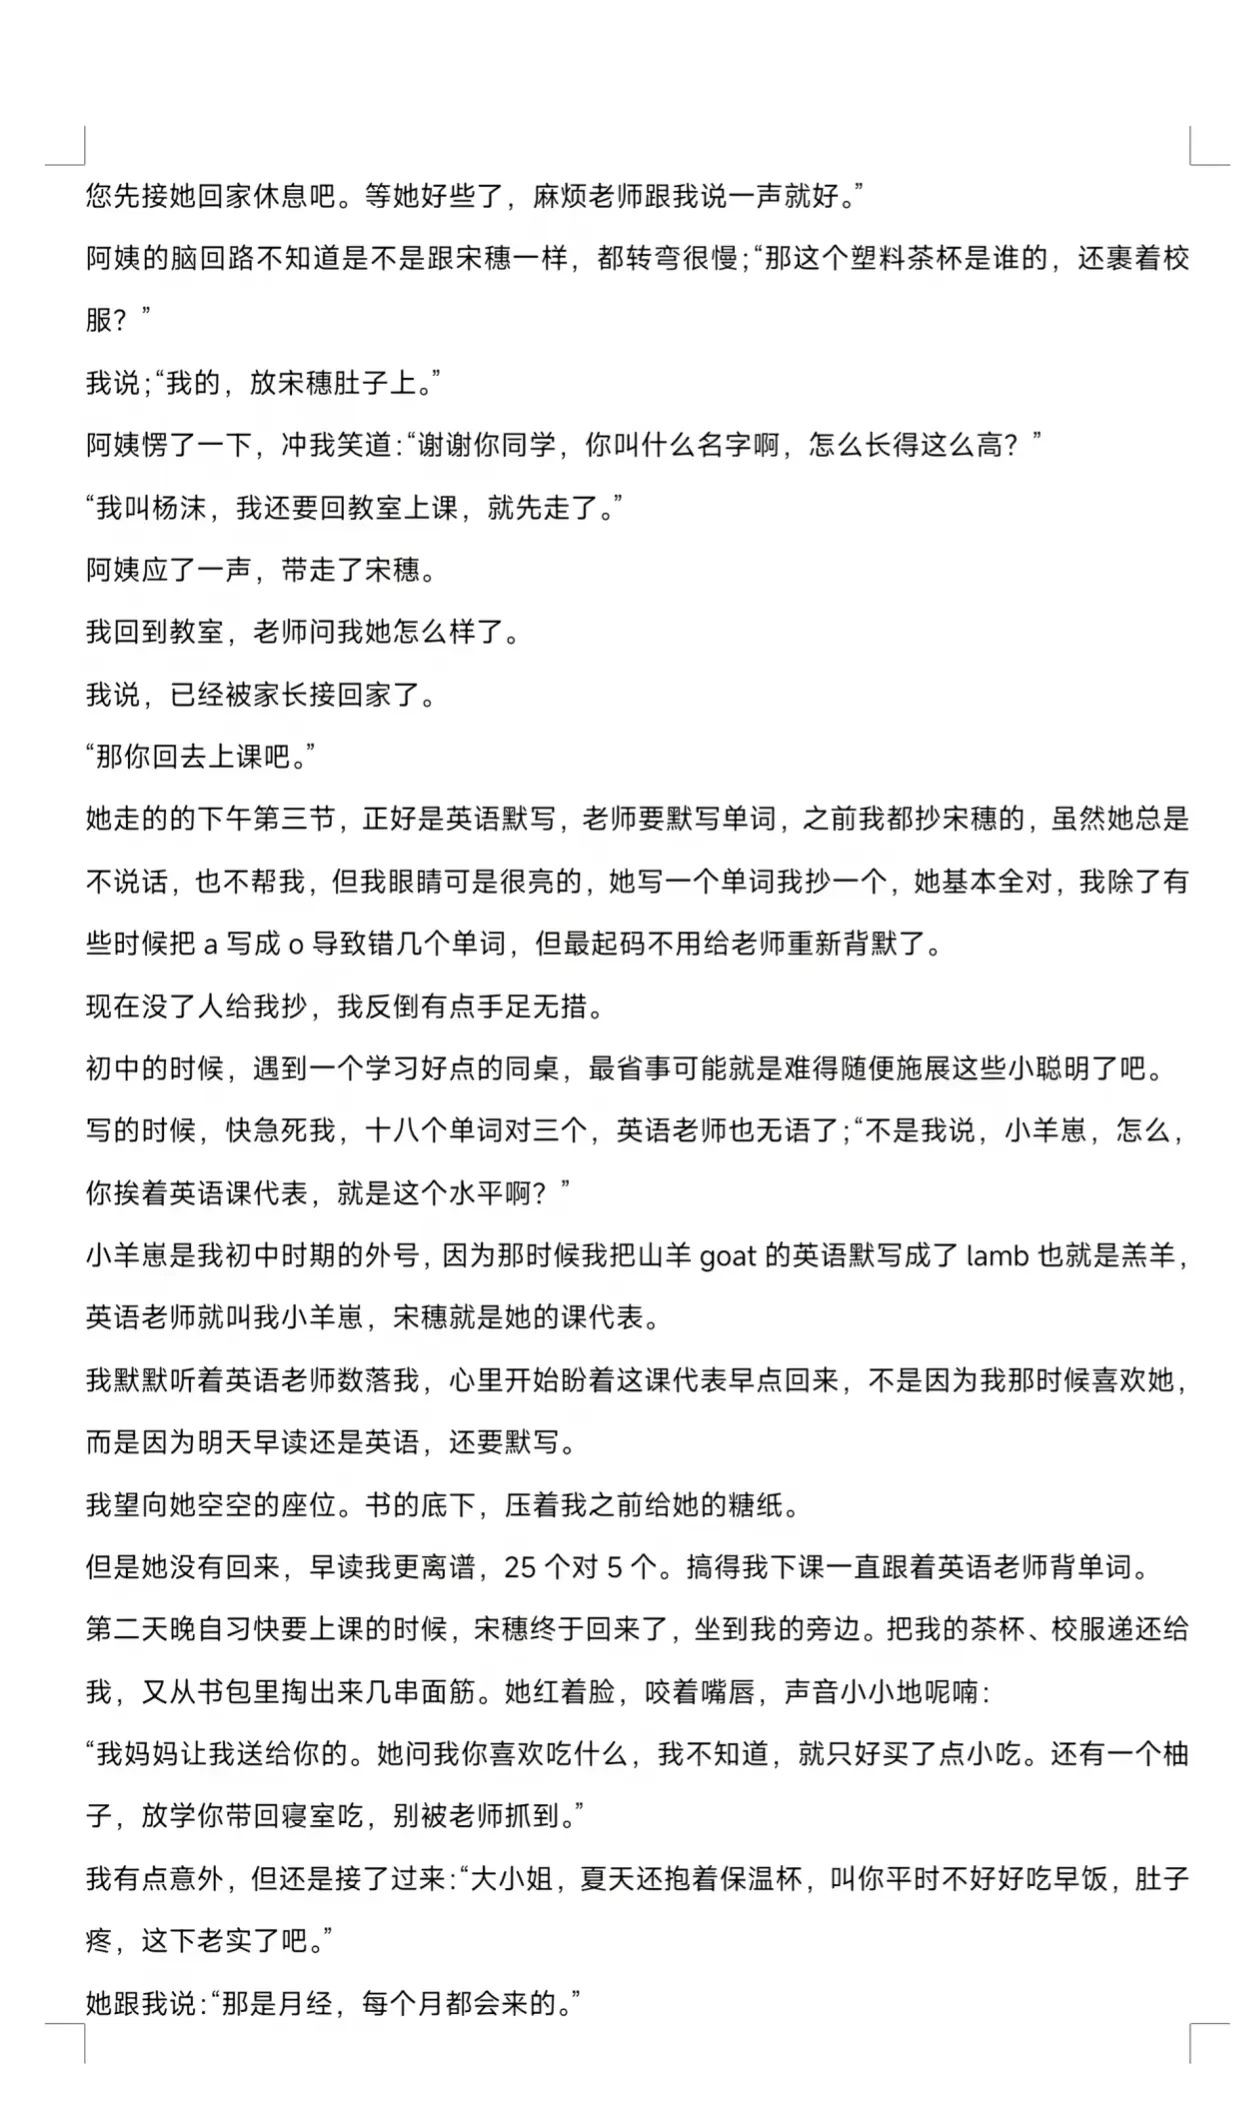 您先接她回家休息吧。等她好些了，麻烦老师跟我说一声就好。”
阿姨的脑回路不知道是不是跟宋穗一样，都转弯很慢;“那这个塑料茶杯是谁的，还裹着校
服？”
我说;“我的，放宋穗肚子上。”
阿姨愣了一下，冲我笑道:“谢谢你同学，你叫什么名字啊，怎么长得这么高？”
“我叫杨沫，我还要回教室上课，就先走了。”
阿姨应了一声，带走了宋穗。
我回到教室，老师问我她怎么样了。
我说，已经被家长接回家了。
“那你回去上课吧。”
她走的的下午第三节，正好是英语默写，老师要默写单词，之前我都抄宋穗的，虽然她总是
不说话，也不帮我，但我眼睛可是很亮的，她写一个单词我抄一个，她基本全对，我除了有
些时候把 a 写成 o 导致错几个单词，但最起码不用给老师重新背默了。
现在没了人给我抄，我反倒有点手足无措。
初中的时候，遇到一个学习好点的同桌，最省事可能就是难得随便施展这些小聪明了吧。
写的时候，快急死我，十八个单词对三个，英语老师也无语了;“不是我说，小羊崽，怎么，
你挨着英语课代表，就是这个水平啊？”
小羊崽是我初中时期的外号，因为那时候我把山羊 goat 的英语默写成了 lamb 也就是羔羊，
英语老师就叫我小羊崽，宋穗就是她的课代表。
我默默听着英语老师数落我，心里开始盼着这课代表早点回来，不是因为我那时候喜欢她，
而是因为明天早读还是英语，还要默写。
我望向她空空的座位。书的底下，压着我之前给她的糖纸。
但是她没有回来，早读我更离谱，25 个对 5 个。搞得我下课一直跟着英语老师背单词。
第二天晚自习快要上课的时候，宋穗终于回来了，坐到我的旁边。把我的茶杯、校服递还给
我，又从书包里掏出来几串面筋。她红着脸，咬着嘴唇，声音小小地呢喃：
“我妈妈让我送给你的。她问我你喜欢吃什么，我不知道，就只好买了点小吃。还有一个柚
子，放学你带回寝室吃，别被老师抓到。”
我有点意外，但还是接了过来:“大小姐，夏天还抱着保温杯，叫你平时不好好吃早饭，肚子
疼，这下老实了吧。”
她跟我说:“那是月经，每个月都会来的。”